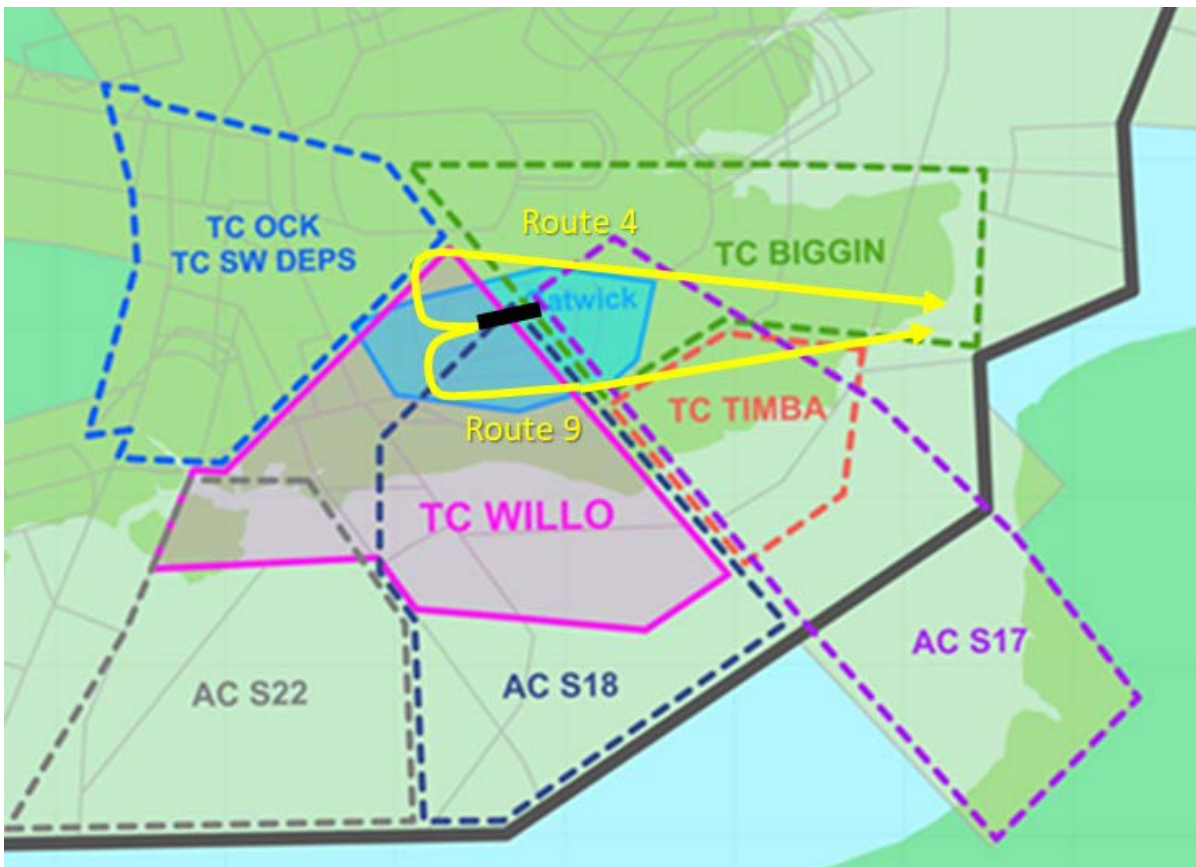 Route 4
TC OCK
TC SW DEPS
TC BIGGIN
Gatwick
TC TIMBA
Route 9
TC WILLO
AC S17
AC S22
AC S18